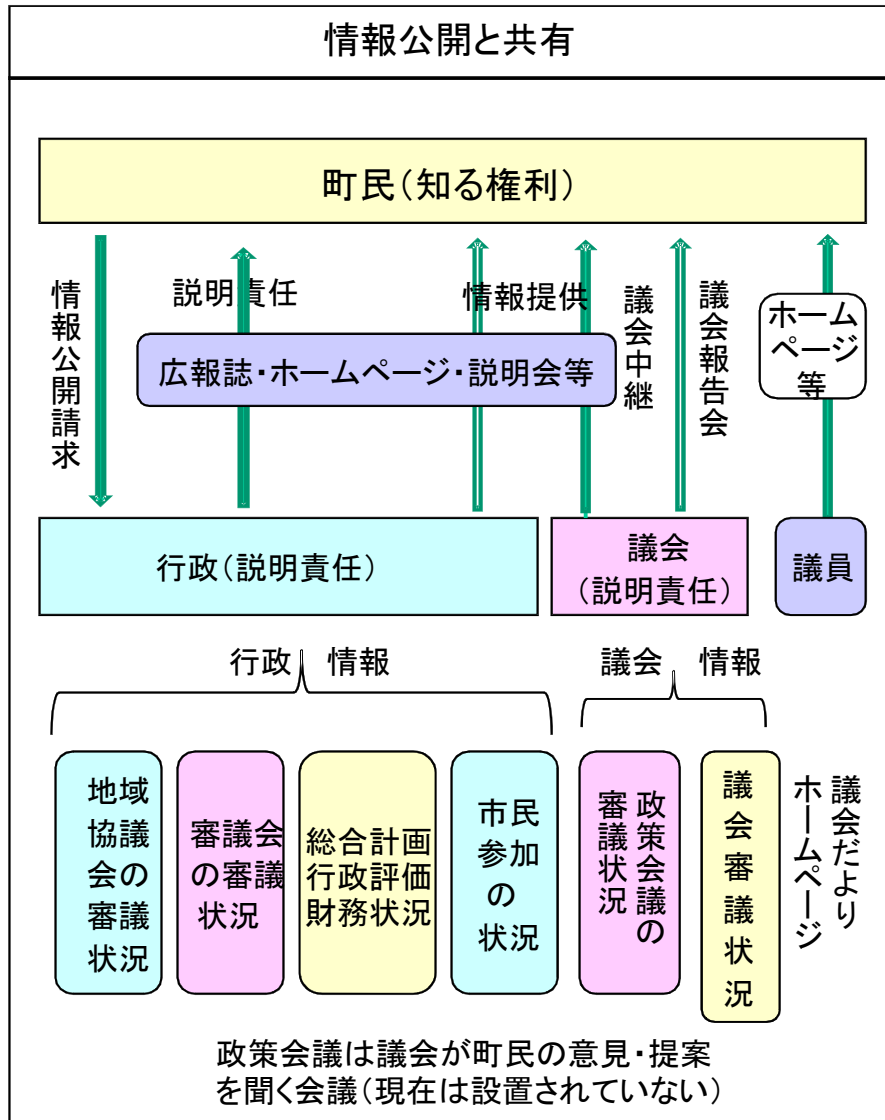 情報公開と共有
町民(知る権利)
情報公開請求
説明責任
情報提供
議会中継
議会報告会
ホーム
ページ
等
広報誌・ホームページ・説明会等
行政(説明責任)
議会
(説明責任)
議員
行政 情報
議会 情報
地域
協議
会の
審議
状況
審議会
の審議
状況
総合計画
行政評価
財務状況
市民
参加
の
状況
政策会議の
審議状況
議会審議状況
議会だより
ホームページ
政策会議は議会が町民の意見・提案
を聞く会議(現在は設置されていない)